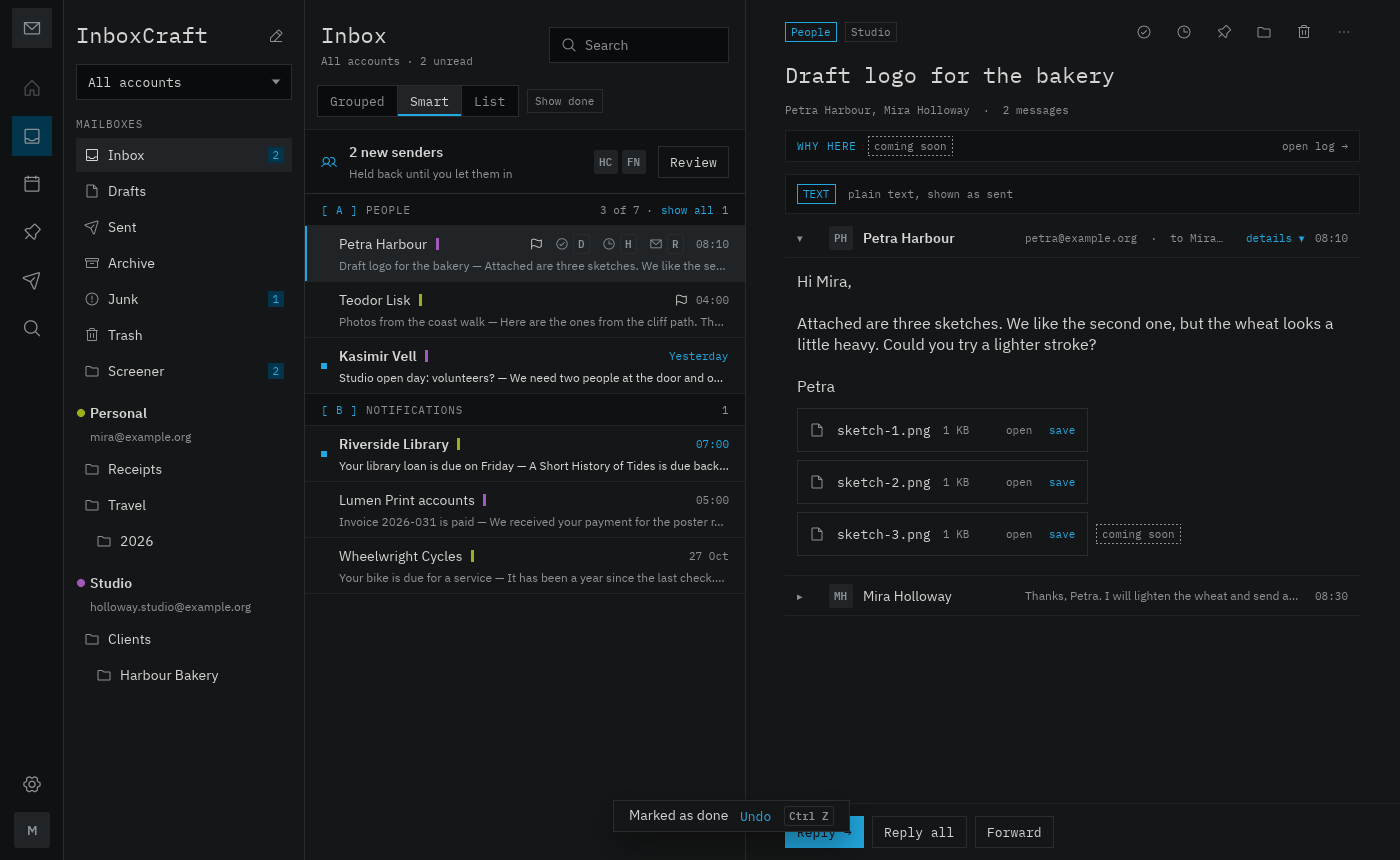 InboxCraft
All accounts
MAILBOXES
Inbox 2
Drafts
Sent
Archive
Junk 1
Trash
Screener 2
Personal
mira@example.org
Receipts
Travel
2026
Studio
holloway.studio@example.org
Clients
Harbour Bakery
M
Inbox
All accounts · 2 unread
Search
Grouped Smart List Show done
2 new senders
Held back until you let them in
HC FN Review
[ A ] PEOPLE 3 of 7 · show all 1
Petra Harbour D H R 08:10
Draft logo for the bakery — Attached are three sketches. We like the se…
Teodor Lisk 04:00
Photos from the coast walk — Here are the ones from the cliff path. Th…
Kasimir Vell Yesterday
Studio open day: volunteers? — We need two people at the door and o…
[ B ] NOTIFICATIONS 1
Riverside Library 07:00
Your library loan is due on Friday — A Short History of Tides is due back…
Lumen Print accounts 05:00
Invoice 2026-031 is paid — We received your payment for the poster r…
Wheelwright Cycles 27 Oct
Your bike is due for a service — It has been a year since the last check.…
People Studio
Draft logo for the bakery
Petra Harbour, Mira Holloway · 2 messages
WHY HERE coming soon open log →
TEXT plain text, shown as sent
▾ PH Petra Harbour petra@example.org · to Mira… details ▾ 08:10
Hi Mira,
Attached are three sketches. We like the second one, but the wheat looks a
little heavy. Could you try a lighter stroke?
Petra
sketch-1.png 1 KB open save
sketch-2.png 1 KB open save
sketch-3.png 1 KB open save coming soon
▸ MH Mira Holloway Thanks, Petra. I will lighten the wheat and send a… 08:30
Marked as done Undo Ctrl Z
Reply → Reply all Forward